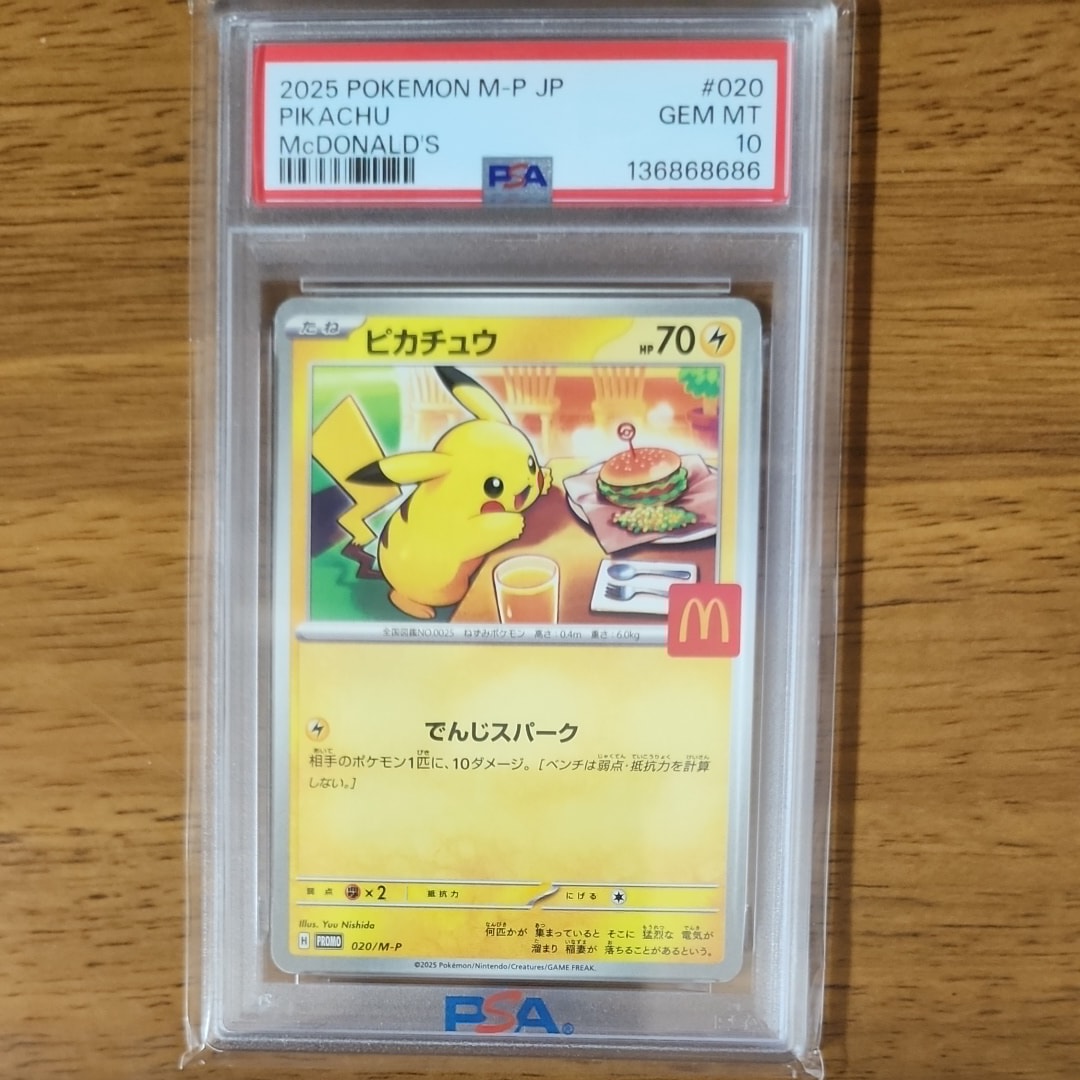 2025 POKEMON M-P JP #020
PIKACHU GEM MT
McDONALD'S 10
136868686
PSA
たね ピカチュウ HP 70
全国図鑑NO.0025 ねずみポケモン 高さ:0.4m 重さ:6.0kg
でんじスパーク
相手のポケモン1匹に、10ダメージ。[ベンチは弱点・抵抗力を計算
しない。]
弱点 ×2 抵抗力 にげる
Illus. Yuu Nishida
何匹かが 集まっていると そこに 猛烈な 電気が
溜まり 稲妻が 落ちることがあるという。
H PROMO 020/M-P
©2025 Pokémon/Nintendo/Creatures/GAME FREAK.
PSA®